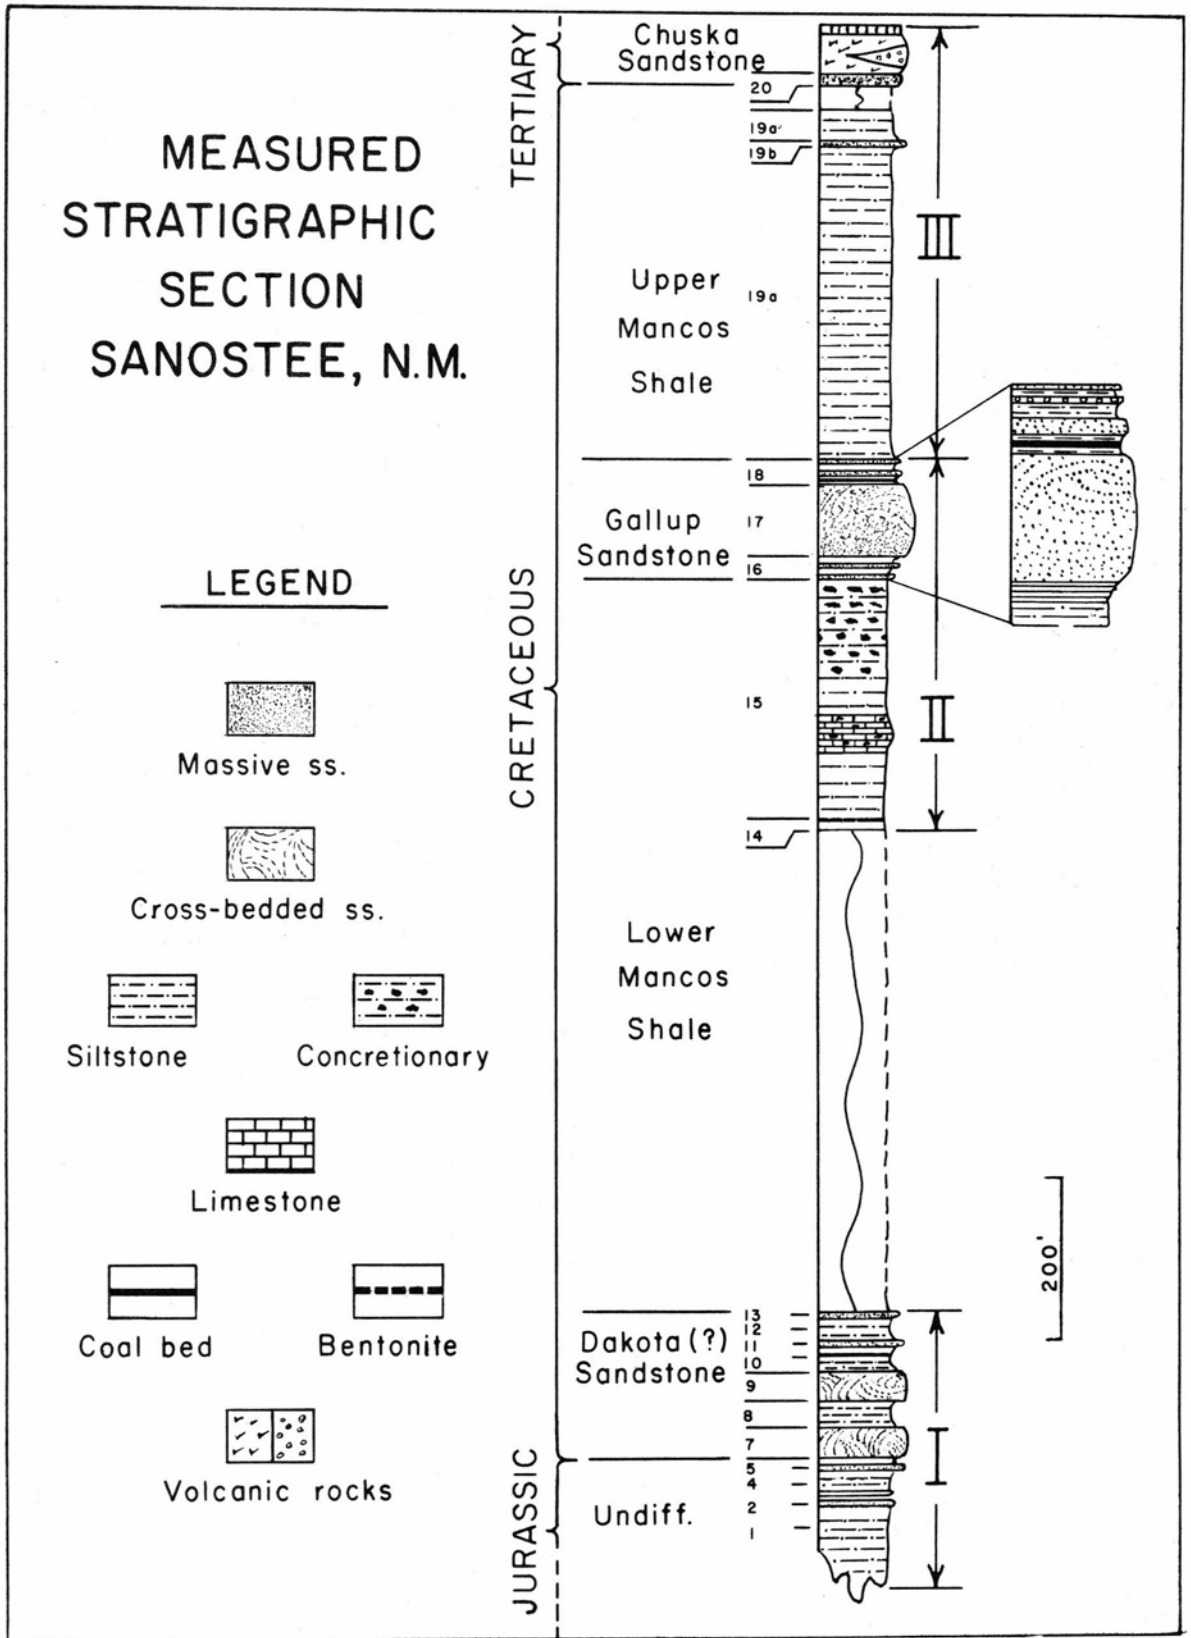 MEASURED
STRATIGRAPHIC
SECTION
SANOSTEE, N.M.
LEGEND
Massive ss.
Cross-bedded ss.
Siltstone
Concretionary
Limestone
Coal bed
Bentonite
Volcanic rocks
TERTIARY
CRETACEOUS
JURASSIC
Chuska
Sandstone
Upper
Mancos
Shale
Gallup
Sandstone
Lower
Mancos
Shale
Dakota (?)
Sandstone
Undiff.
20
19a
19b
19a
18
17
16
15
14
13
12
11
10
9
8
7
5
4
2
1
III
II
I
200'